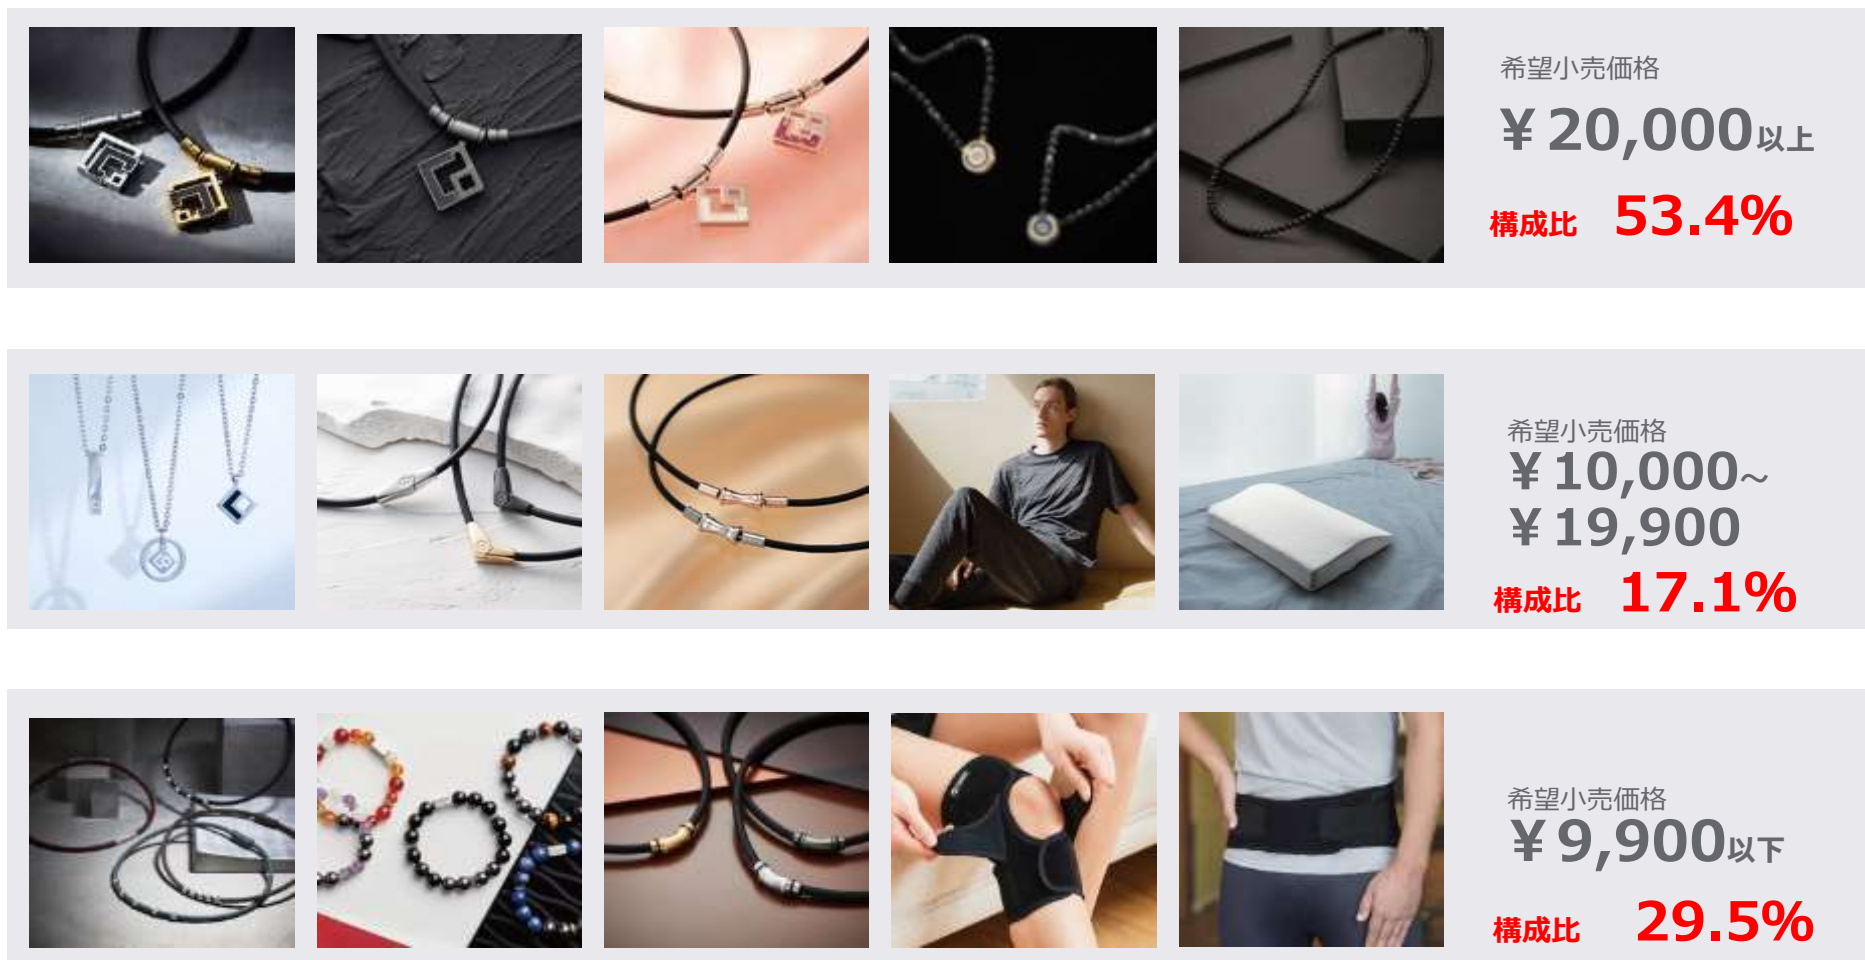 希望小売価格
¥20,000以上
構成比 53.4%
希望小売価格
¥10,000~
¥19,900
構成比 17.1%
希望小売価格
¥9,900以下
構成比 29.5%